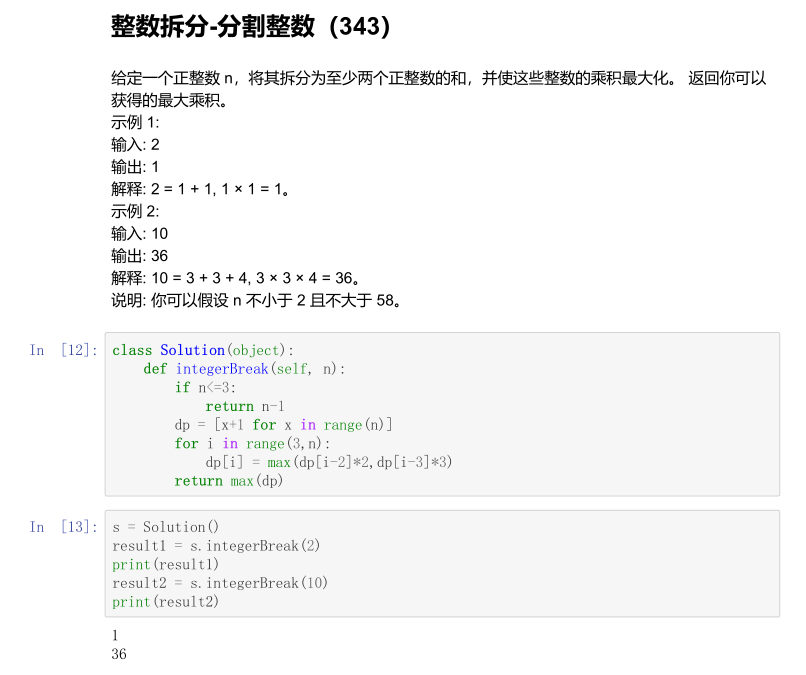 整数拆分-分割整数（343）
给定一个正整数 n，将其拆分为至少两个正整数的和，并使这些整数的乘积最大化。 返回你可以
获得的最大乘积。
示例 1:
输入: 2
输出: 1
解释: 2 = 1 + 1, 1 × 1 = 1。
示例 2:
输入: 10
输出: 36
解释: 10 = 3 + 3 + 4, 3 × 3 × 4 = 36。
说明: 你可以假设 n 不小于 2 且不大于 58。
In [12]: class Solution(object):
    def integerBreak(self, n):
        if n<=3:
            return n-1
        dp = [x+1 for x in range(n)]
        for i in range(3,n):
            dp[i] = max(dp[i-2]*2,dp[i-3]*3)
        return max(dp)
In [13]: s = Solution()
result1 = s.integerBreak(2)
print(result1)
result2 = s.integerBreak(10)
print(result2)
1
36